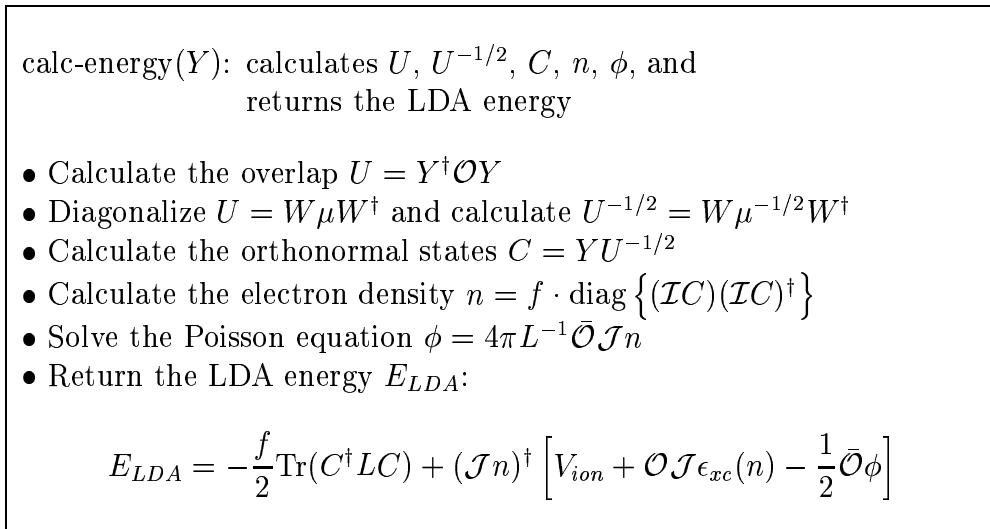 calc-energy(Y): calculates U, U^{−1/2}, C, n, ϕ, and
returns the LDA energy
• Calculate the overlap U = Y^†𝒪Y
• Diagonalize U = WμW^† and calculate U^{−1/2} = Wμ^{−1/2}W^†
• Calculate the orthonormal states C = YU^{−1/2}
• Calculate the electron density n = f · diag {(ℐC)(ℐC)^†}
• Solve the Poisson equation ϕ = 4πL^{−1}𝒪̄𝒥n
• Return the LDA energy E_{LDA}:
E_{LDA} = −\frac{f}{2}Tr(C^†LC) + (𝒥n)^† [V_{ion} + 𝒪𝒥ϵ_{xc}(n) − \frac{1}{2}𝒪̄ϕ]